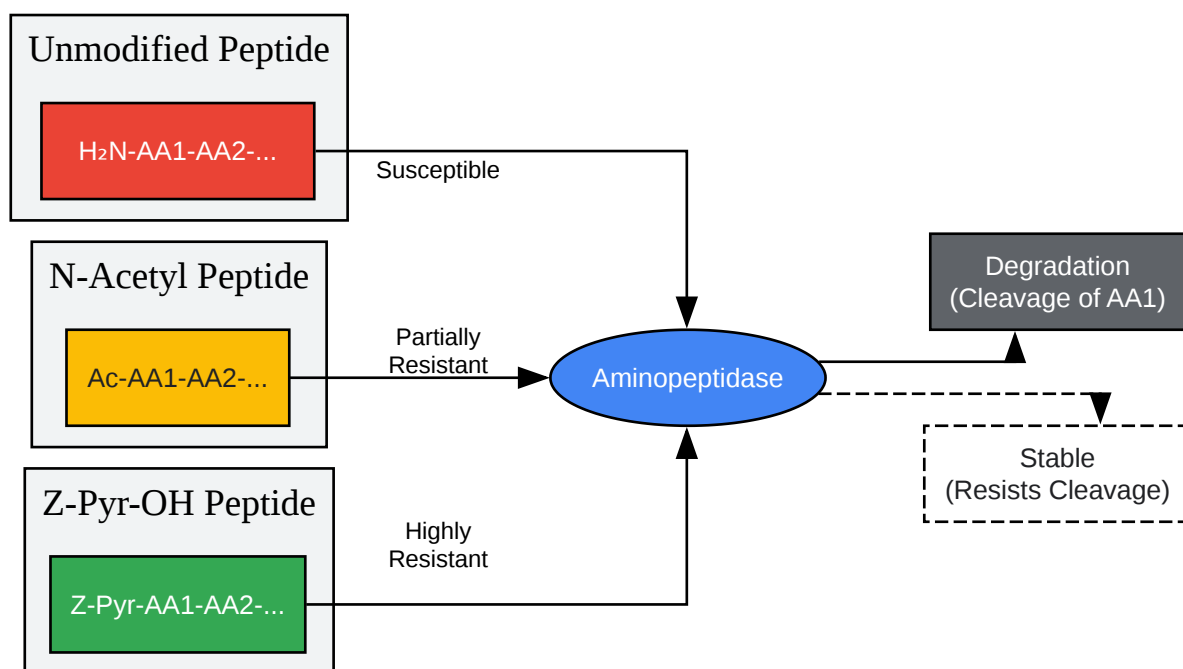 Unmodified Peptide
H₂N-AA1-AA2-...
Susceptible
N-Acetyl Peptide
Ac-AA1-AA2-...
Partially
Resistant
Z-Pyr-OH Peptide
Z-Pyr-AA1-AA2-...
Highly
Resistant
Aminopeptidase
Degradation
(Cleavage of AA1)
Stable
(Resists Cleavage)